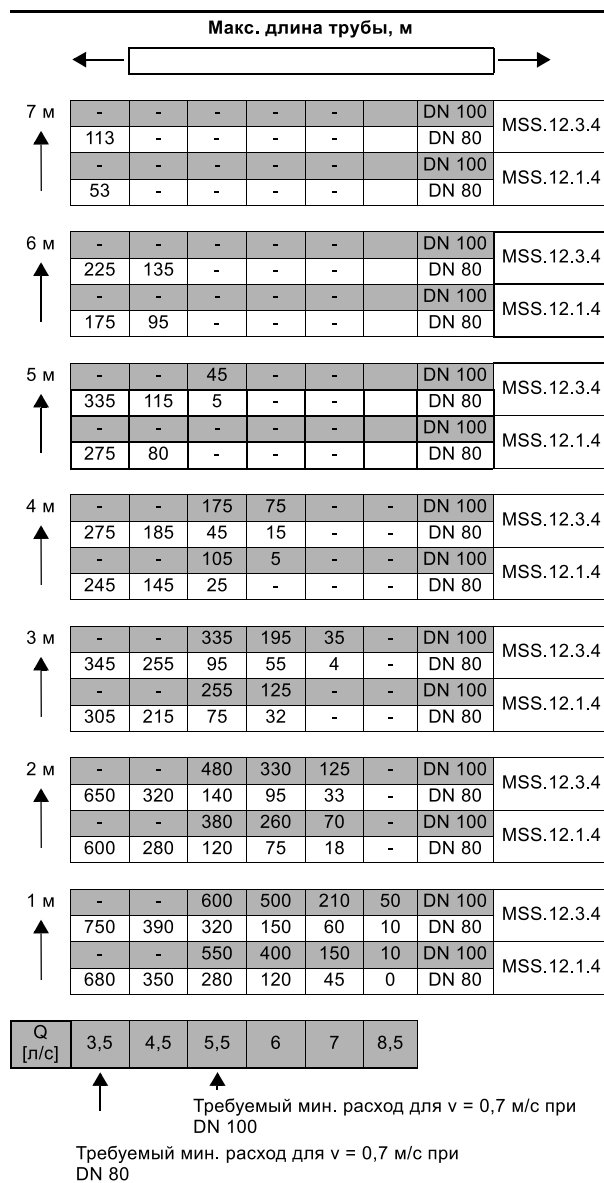 Макс. длина трубы, м
7 м - - - - - DN 100 MSS.12.3.4
113 - - - - DN 80
- - - - - DN 100 MSS.12.1.4
53 - - - - DN 80
6 м - - - - - DN 100 MSS.12.3.4
225 135 - - - DN 80
- - - - - DN 100 MSS.12.1.4
175 95 - - - DN 80
5 м - - 45 - - DN 100 MSS.12.3.4
335 115 5 - - DN 80
- - - - - DN 100 MSS.12.1.4
275 80 - - - DN 80
4 м - - 175 75 - - DN 100 MSS.12.3.4
275 185 45 15 - - DN 80
- - 105 5 - - DN 100 MSS.12.1.4
245 145 25 - - - DN 80
3 м - - 335 195 35 - DN 100 MSS.12.3.4
345 255 95 55 4 - DN 80
- - 255 125 - - DN 100 MSS.12.1.4
305 215 75 32 - - DN 80
2 м - - 480 330 125 - DN 100 MSS.12.3.4
650 320 140 95 33 - DN 80
- - 380 260 70 - DN 100 MSS.12.1.4
600 280 120 75 18 - DN 80
1 м - - 600 500 210 50 DN 100 MSS.12.3.4
750 390 320 150 60 10 DN 80
- - 550 400 150 10 DN 100 MSS.12.1.4
680 350 280 120 45 0 DN 80
Q
[л/с] 3,5 4,5 5,5 6 7 8,5
Требуемый мин. расход для v = 0,7 м/с при
DN 100
Требуемый мин. расход для v = 0,7 м/с при
DN 80